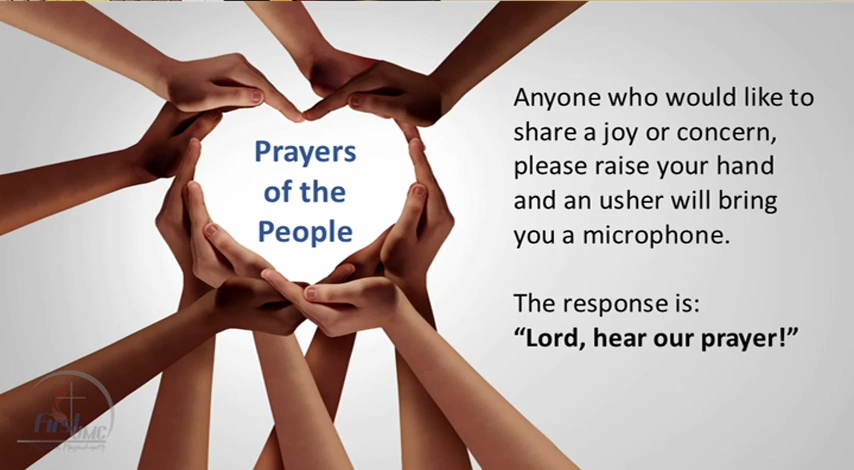 Prayers
of the
People
Anyone who would like to
share a joy or concern,
please raise your hand
and an usher will bring
you a microphone.
The response is:
“Lord, hear our prayer!”
First
UMC